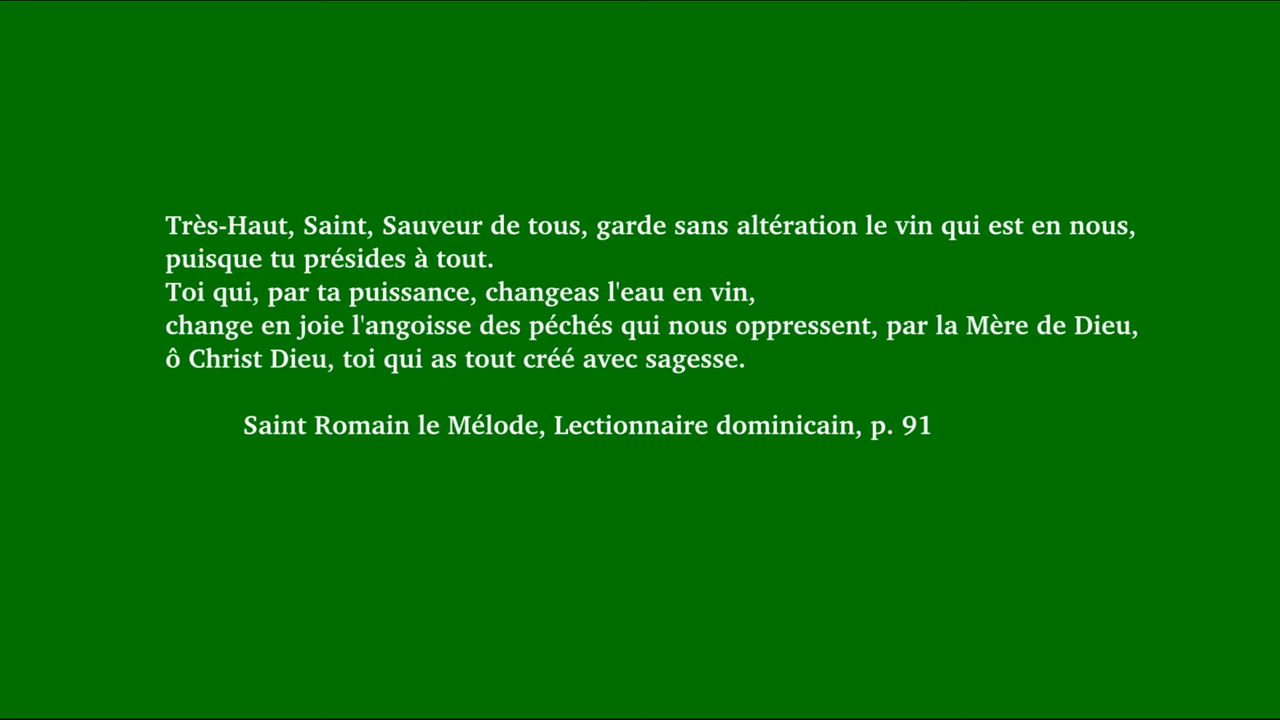 Très-Haut, Saint, Sauveur de tous, garde sans altération le vin qui est en nous,
puisque tu présides à tout.
Toi qui, par ta puissance, changeas l'eau en vin,
change en joie l'angoisse des péchés qui nous oppressent, par la Mère de Dieu,
ô Christ Dieu, toi qui as tout créé avec sagesse.
Saint Romain le Mélode, Lectionnaire dominicain, p. 91